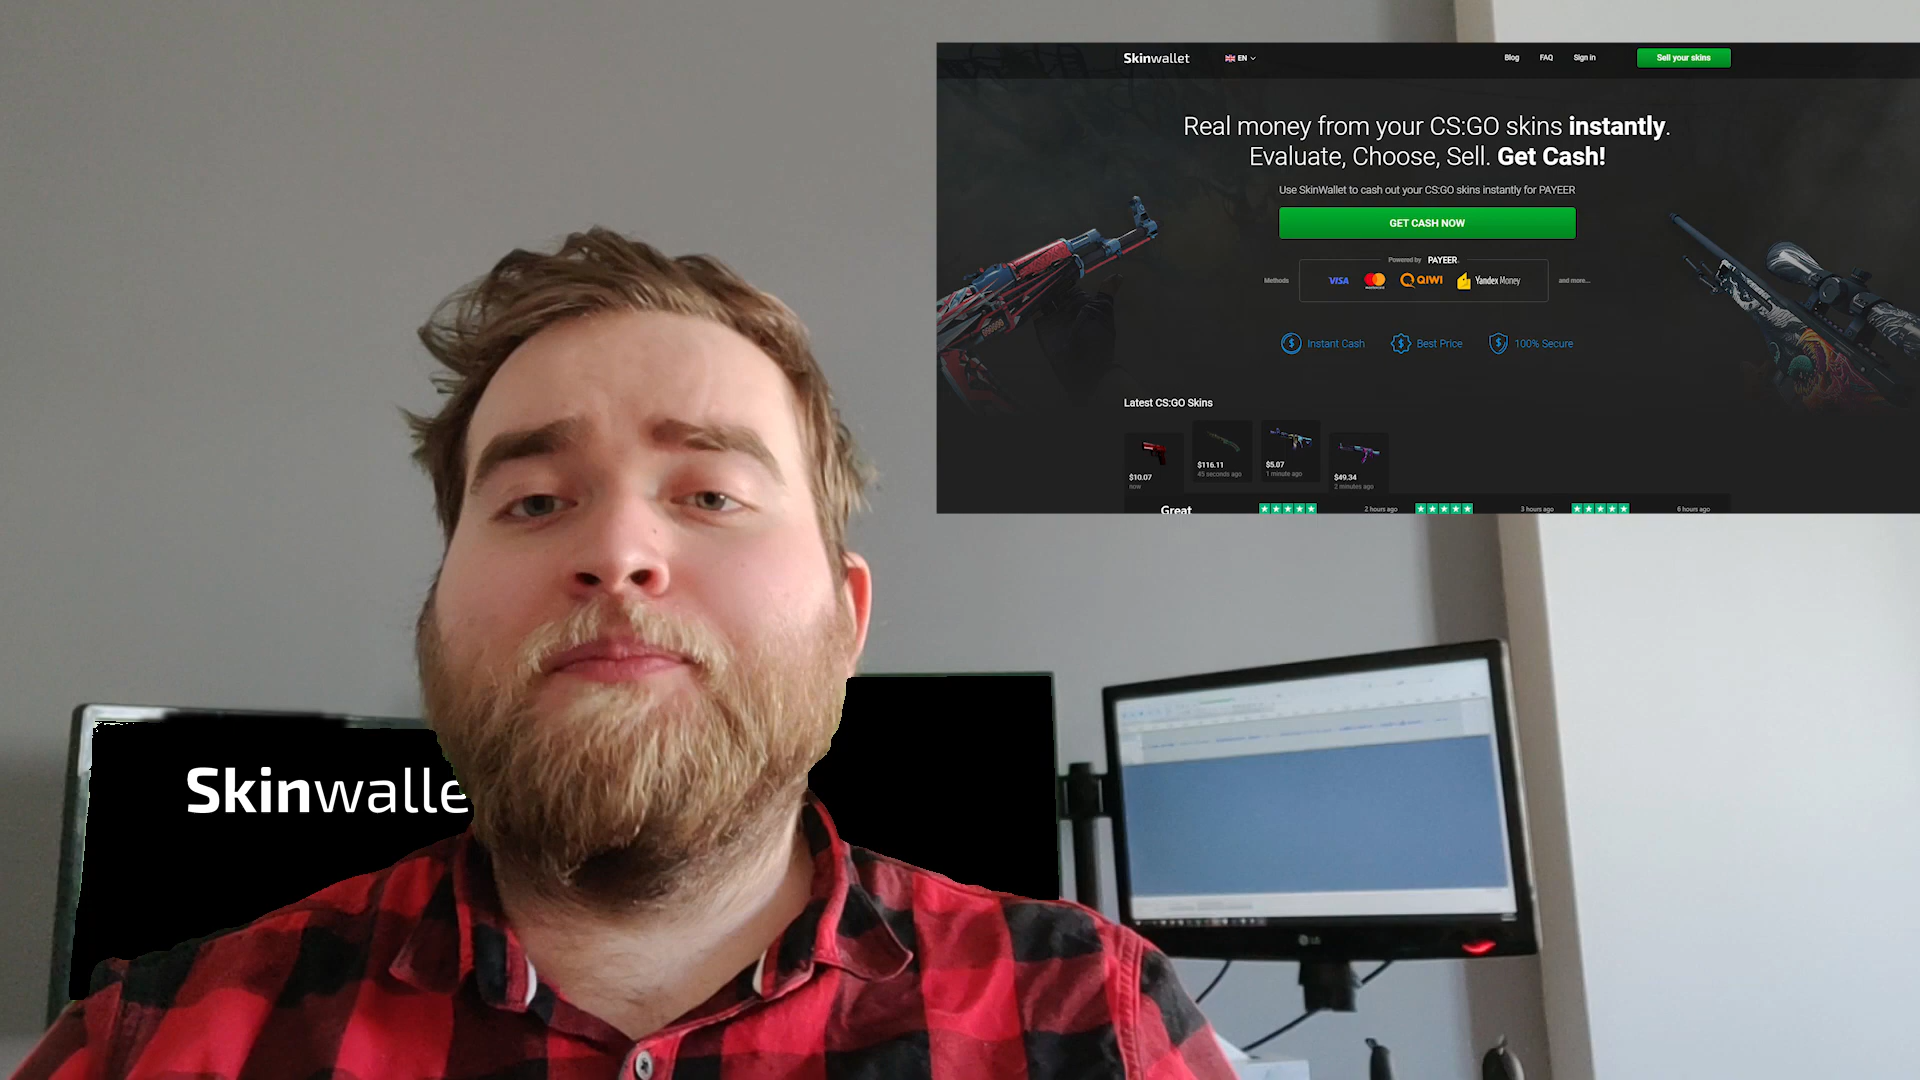 Skinwallet
EN
Blog
FAQ
Sign in
Sell your skins
Real money from your CS:GO skins instantly.
Evaluate, Choose, Sell. Get Cash!
Use SkinWallet to cash out your CS:GO skins instantly for PAYEER
GET CASH NOW
Powered by PAYEER
Methods
VISA
QIWI
Yandex Money
and more...
Instant Cash
Best Price
100% Secure
Latest CS:GO Skins
$10.07
now
$116.11
45 seconds ago
$5.07
1 minute ago
$49.34
2 minutes ago
Great
2 hours ago
3 hours ago
6 hours ago
Skinwalle
LG